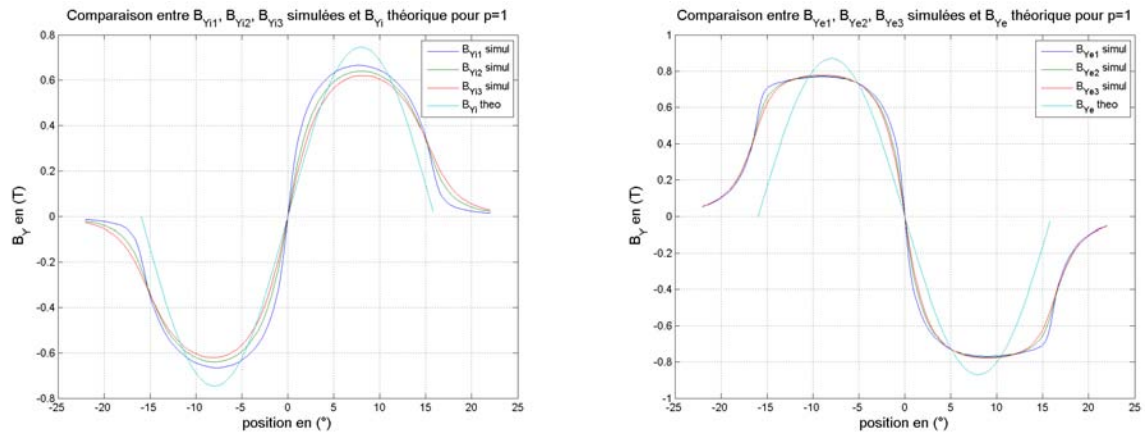 Comparaison entre B_Yi1, B_Yi2, B_Yi3 simulées et B_Yi théorique pour p=1
B_Yi1 simul
B_Yi2 simul
B_Yi3 simul
B_Yi theo
B_Y en (T)
0.8
0.6
0.4
0.2
0
-0.2
-0.4
-0.6
-0.8
-25 -20 -15 -10 -5 0 5 10 15 20 25
position en (°)
Comparaison entre B_Ye1, B_Ye2, B_Ye3 simulées et B_Ye théorique pour p=1
B_Ye1 simul
B_Ye2 simul
B_Ye3 simul
B_Ye theo
B_Y en (T)
1
0.8
0.6
0.4
0.2
0
-0.2
-0.4
-0.6
-0.8
-1
-25 -20 -15 -10 -5 0 5 10 15 20 25
position en (°)